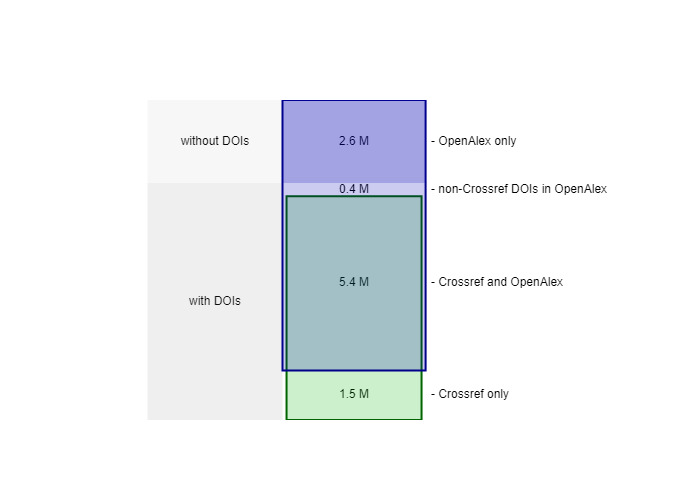 without DOIs 2.6 M - OpenAlex only
0.4 M - non-Crossref DOIs in OpenAlex
5.4 M - Crossref and OpenAlex
with DOIs
1.5 M - Crossref only